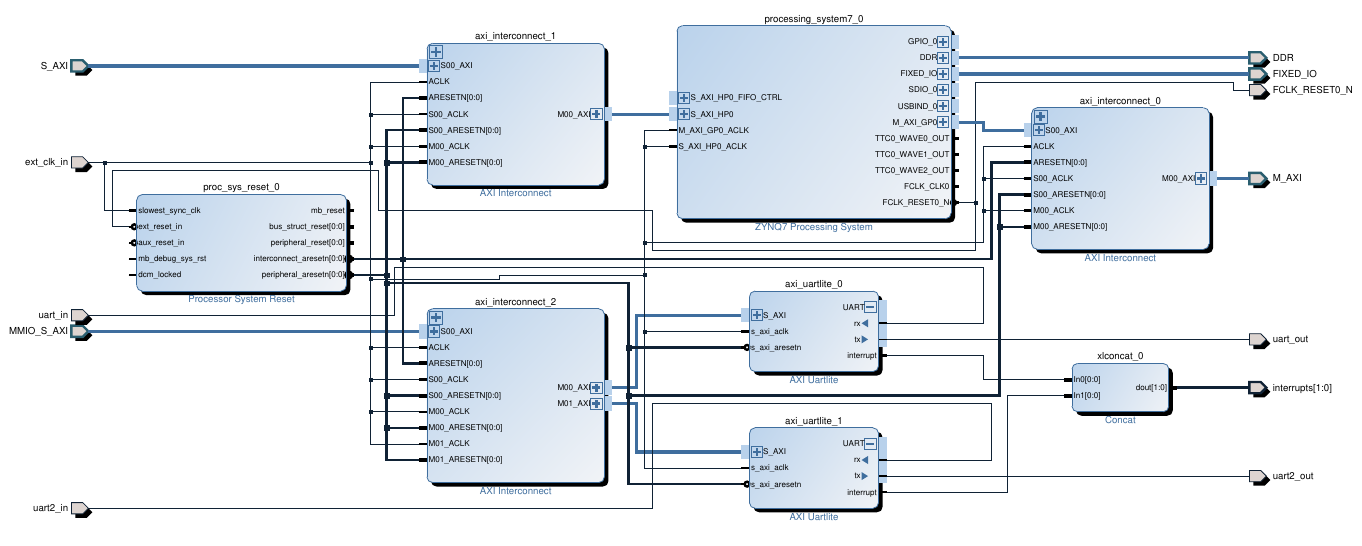 S_AXI
ext_clk_in
uart_in
MMIO_S_AXI
uart2_in
proc_sys_reset_0
slowest_sync_clk
ext_reset_in
aux_reset_in
mb_debug_sys_rst
dcm_locked
mb_reset
bus_struct_reset[0:0]
peripheral_reset[0:0]
interconnect_aresetn[0:0]
peripheral_aresetn[0:0]
Processor System Reset
axi_interconnect_1
S00_AXI
ACLK
ARESETN[0:0]
S00_ACLK
S00_ARESETN[0:0]
M00_ACLK
M00_ARESETN[0:0]
M00_AXI
AXI Interconnect
axi_interconnect_2
S00_AXI
ACLK
ARESETN[0:0]
S00_ACLK
S00_ARESETN[0:0]
M00_ACLK
M00_ARESETN[0:0]
M01_ACLK
M01_ARESETN[0:0]
M00_AXI
M01_AXI
AXI Interconnect
processing_system7_0
S_AXI_HP0_FIFO_CTRL
S_AXI_HP0
M_AXI_GP0_ACLK
S_AXI_HP0_ACLK
GPIO_0
DDR
FIXED_IO
SDIO_0
USBIND_0
M_AXI_GP0
TTC0_WAVE0_OUT
TTC0_WAVE1_OUT
TTC0_WAVE2_OUT
FCLK_CLK0
FCLK_RESET0_N
ZYNQ7 Processing System
axi_uartlite_0
S_AXI
s_axi_aclk
s_axi_aresetn
UART
rx
tx
interrupt
AXI Uartlite
axi_uartlite_1
S_AXI
s_axi_aclk
s_axi_aresetn
UART
rx
tx
interrupt
AXI Uartlite
axi_interconnect_0
S00_AXI
ACLK
ARESETN[0:0]
S00_ACLK
S00_ARESETN[0:0]
M00_ACLK
M00_ARESETN[0:0]
M00_AXI
AXI Interconnect
xlconcat_0
In0[0:0]
In1[0:0]
dout[1:0]
Concat
DDR
FIXED_IO
FCLK_RESET0_N
M_AXI
uart_out
interrupts[1:0]
uart2_out